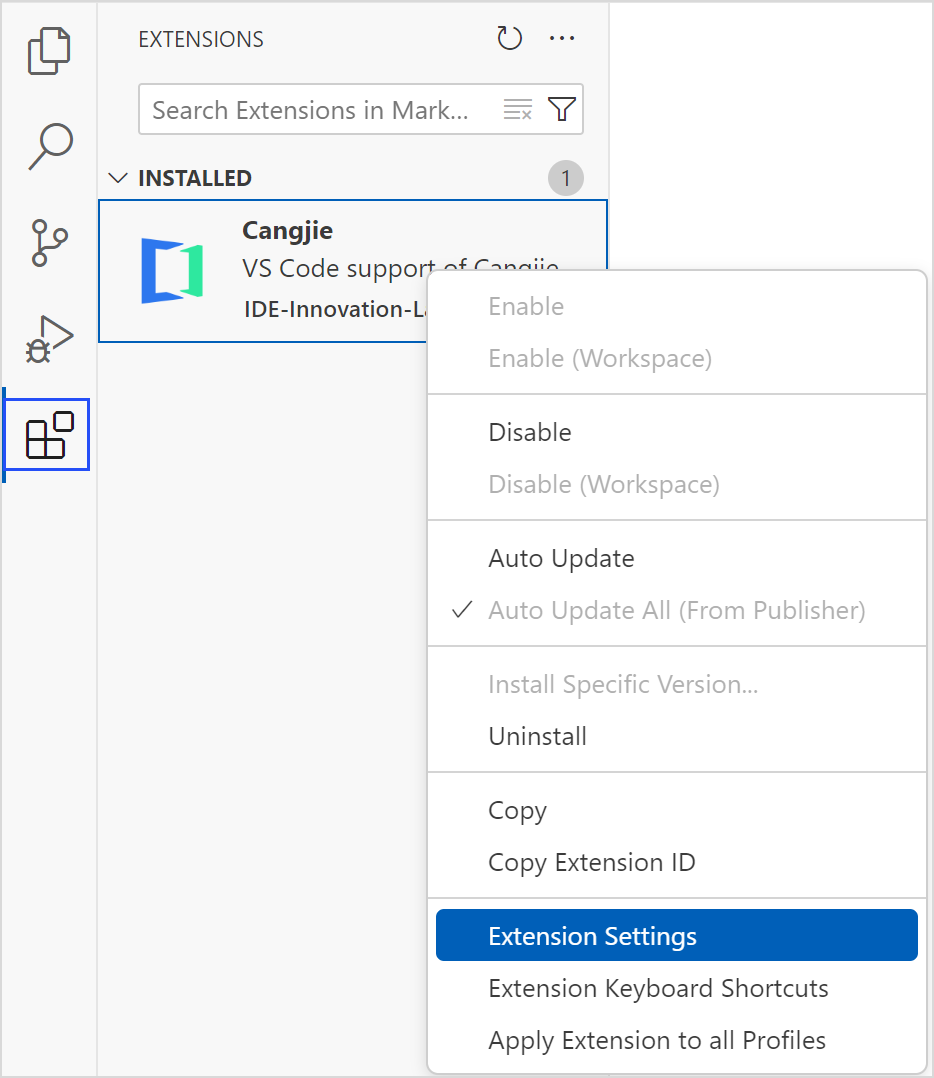 EXTENSIONS
Search Extensions in Mark...
INSTALLED
1
Cangjie
VS Code support of Cangjie
IDE-Innovation-La
Enable
Enable (Workspace)
Disable
Disable (Workspace)
Auto Update
Auto Update All (From Publisher)
Install Specific Version...
Uninstall
Copy
Copy Extension ID
Extension Settings
Extension Keyboard Shortcuts
Apply Extension to all Profiles